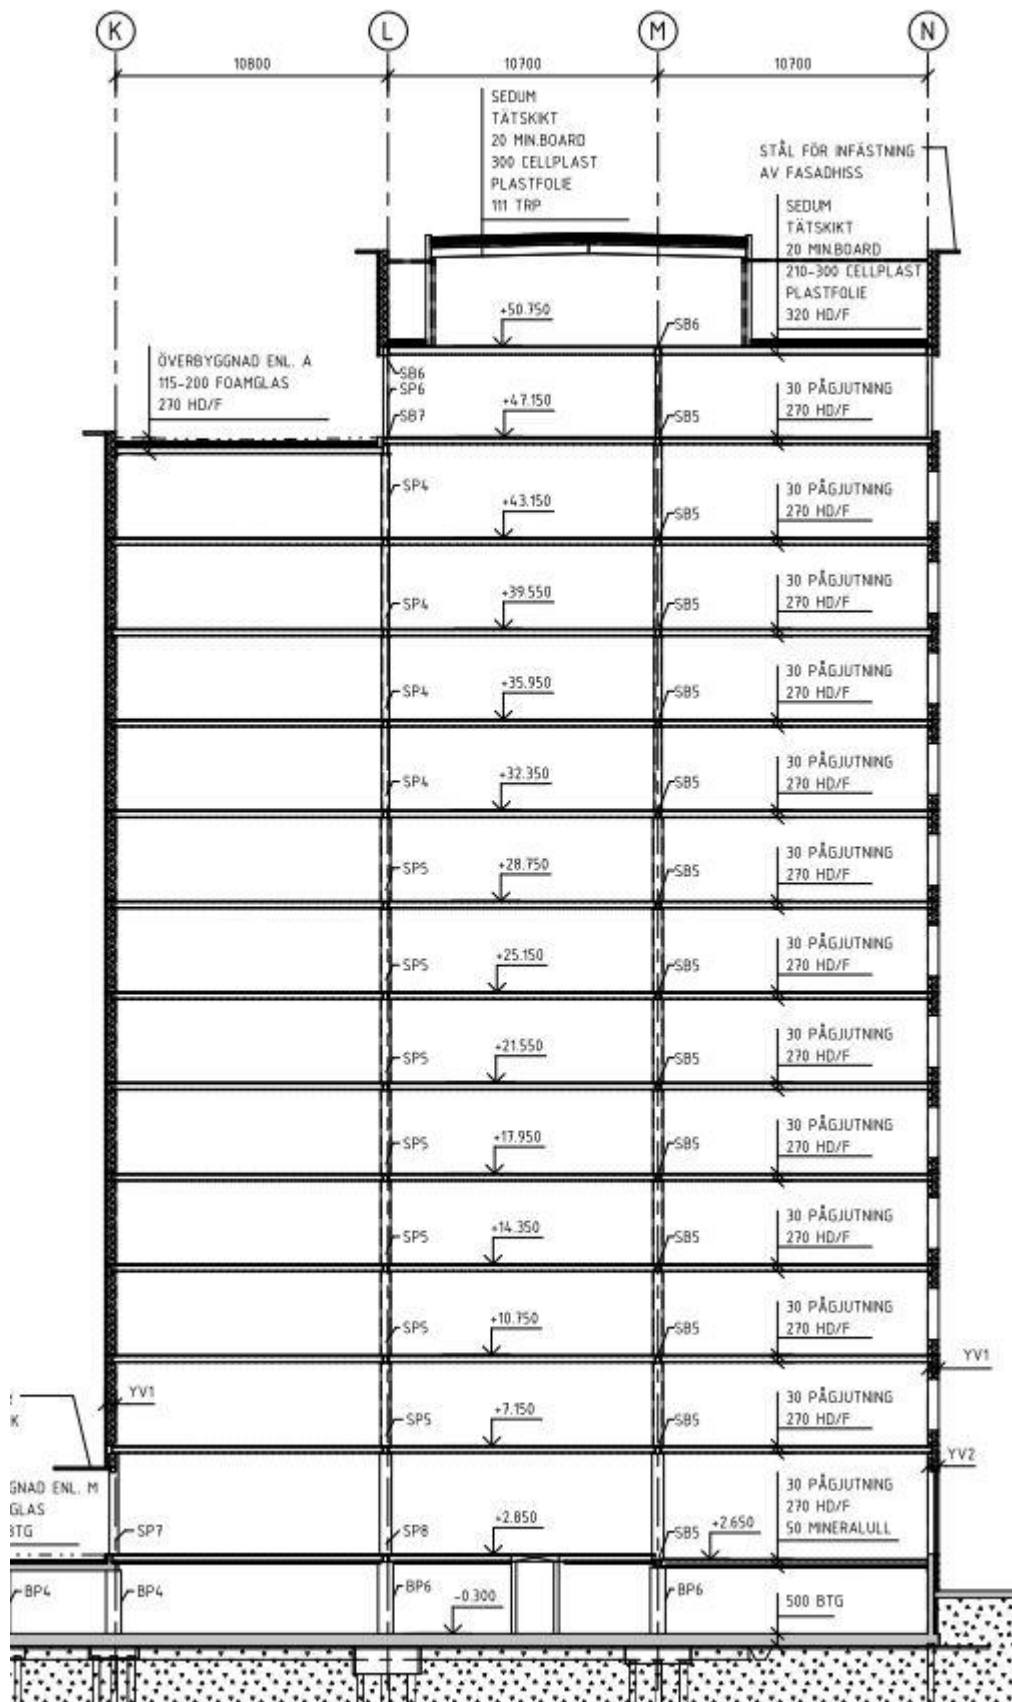 K
L
M
N
10800
10700
10700
SEDUM
TÄTSKIKT
20 MIN.BOARD
300 CELLPLAST
PLASTFOLIE
111 TRP
STÅL FÖR INFÄSTNING
AV FASADHISS
SEDUM
TÄTSKIKT
20 MIN.BOARD
210-300 CELLPLAST
PLASTFOLIE
320 HD/F
+50.750
SB6
ÖVERBYGGNAD ENL. A
115-200 FOAMGLAS
270 HD/F
SB6
SP6
SB7
+47.150
SB5
30 PÅGJUTNING
270 HD/F
SP4
+43.150
SB5
30 PÅGJUTNING
270 HD/F
SP4
+39.550
SB5
30 PÅGJUTNING
270 HD/F
SP4
+35.950
SB5
30 PÅGJUTNING
270 HD/F
SP4
+32.350
SB5
30 PÅGJUTNING
270 HD/F
SP5
+28.750
SB5
30 PÅGJUTNING
270 HD/F
SP5
+25.150
SB5
30 PÅGJUTNING
270 HD/F
SP5
+21.550
SB5
30 PÅGJUTNING
270 HD/F
SP5
+17.950
SB5
30 PÅGJUTNING
270 HD/F
SP5
+14.350
SB5
30 PÅGJUTNING
270 HD/F
SP5
+10.750
SB5
30 PÅGJUTNING
270 HD/F
YV1
YV1
K
SP5
+7.150
SB5
30 PÅGJUTNING
270 HD/F
YV2
GNAD ENL. M
GLAS
BTG
SP7
SP8
+2.850
SB5
+2.650
30 PÅGJUTNING
270 HD/F
50 MINERALULL
BP4
BP4
BP6
-0.300
BP6
500 BTG